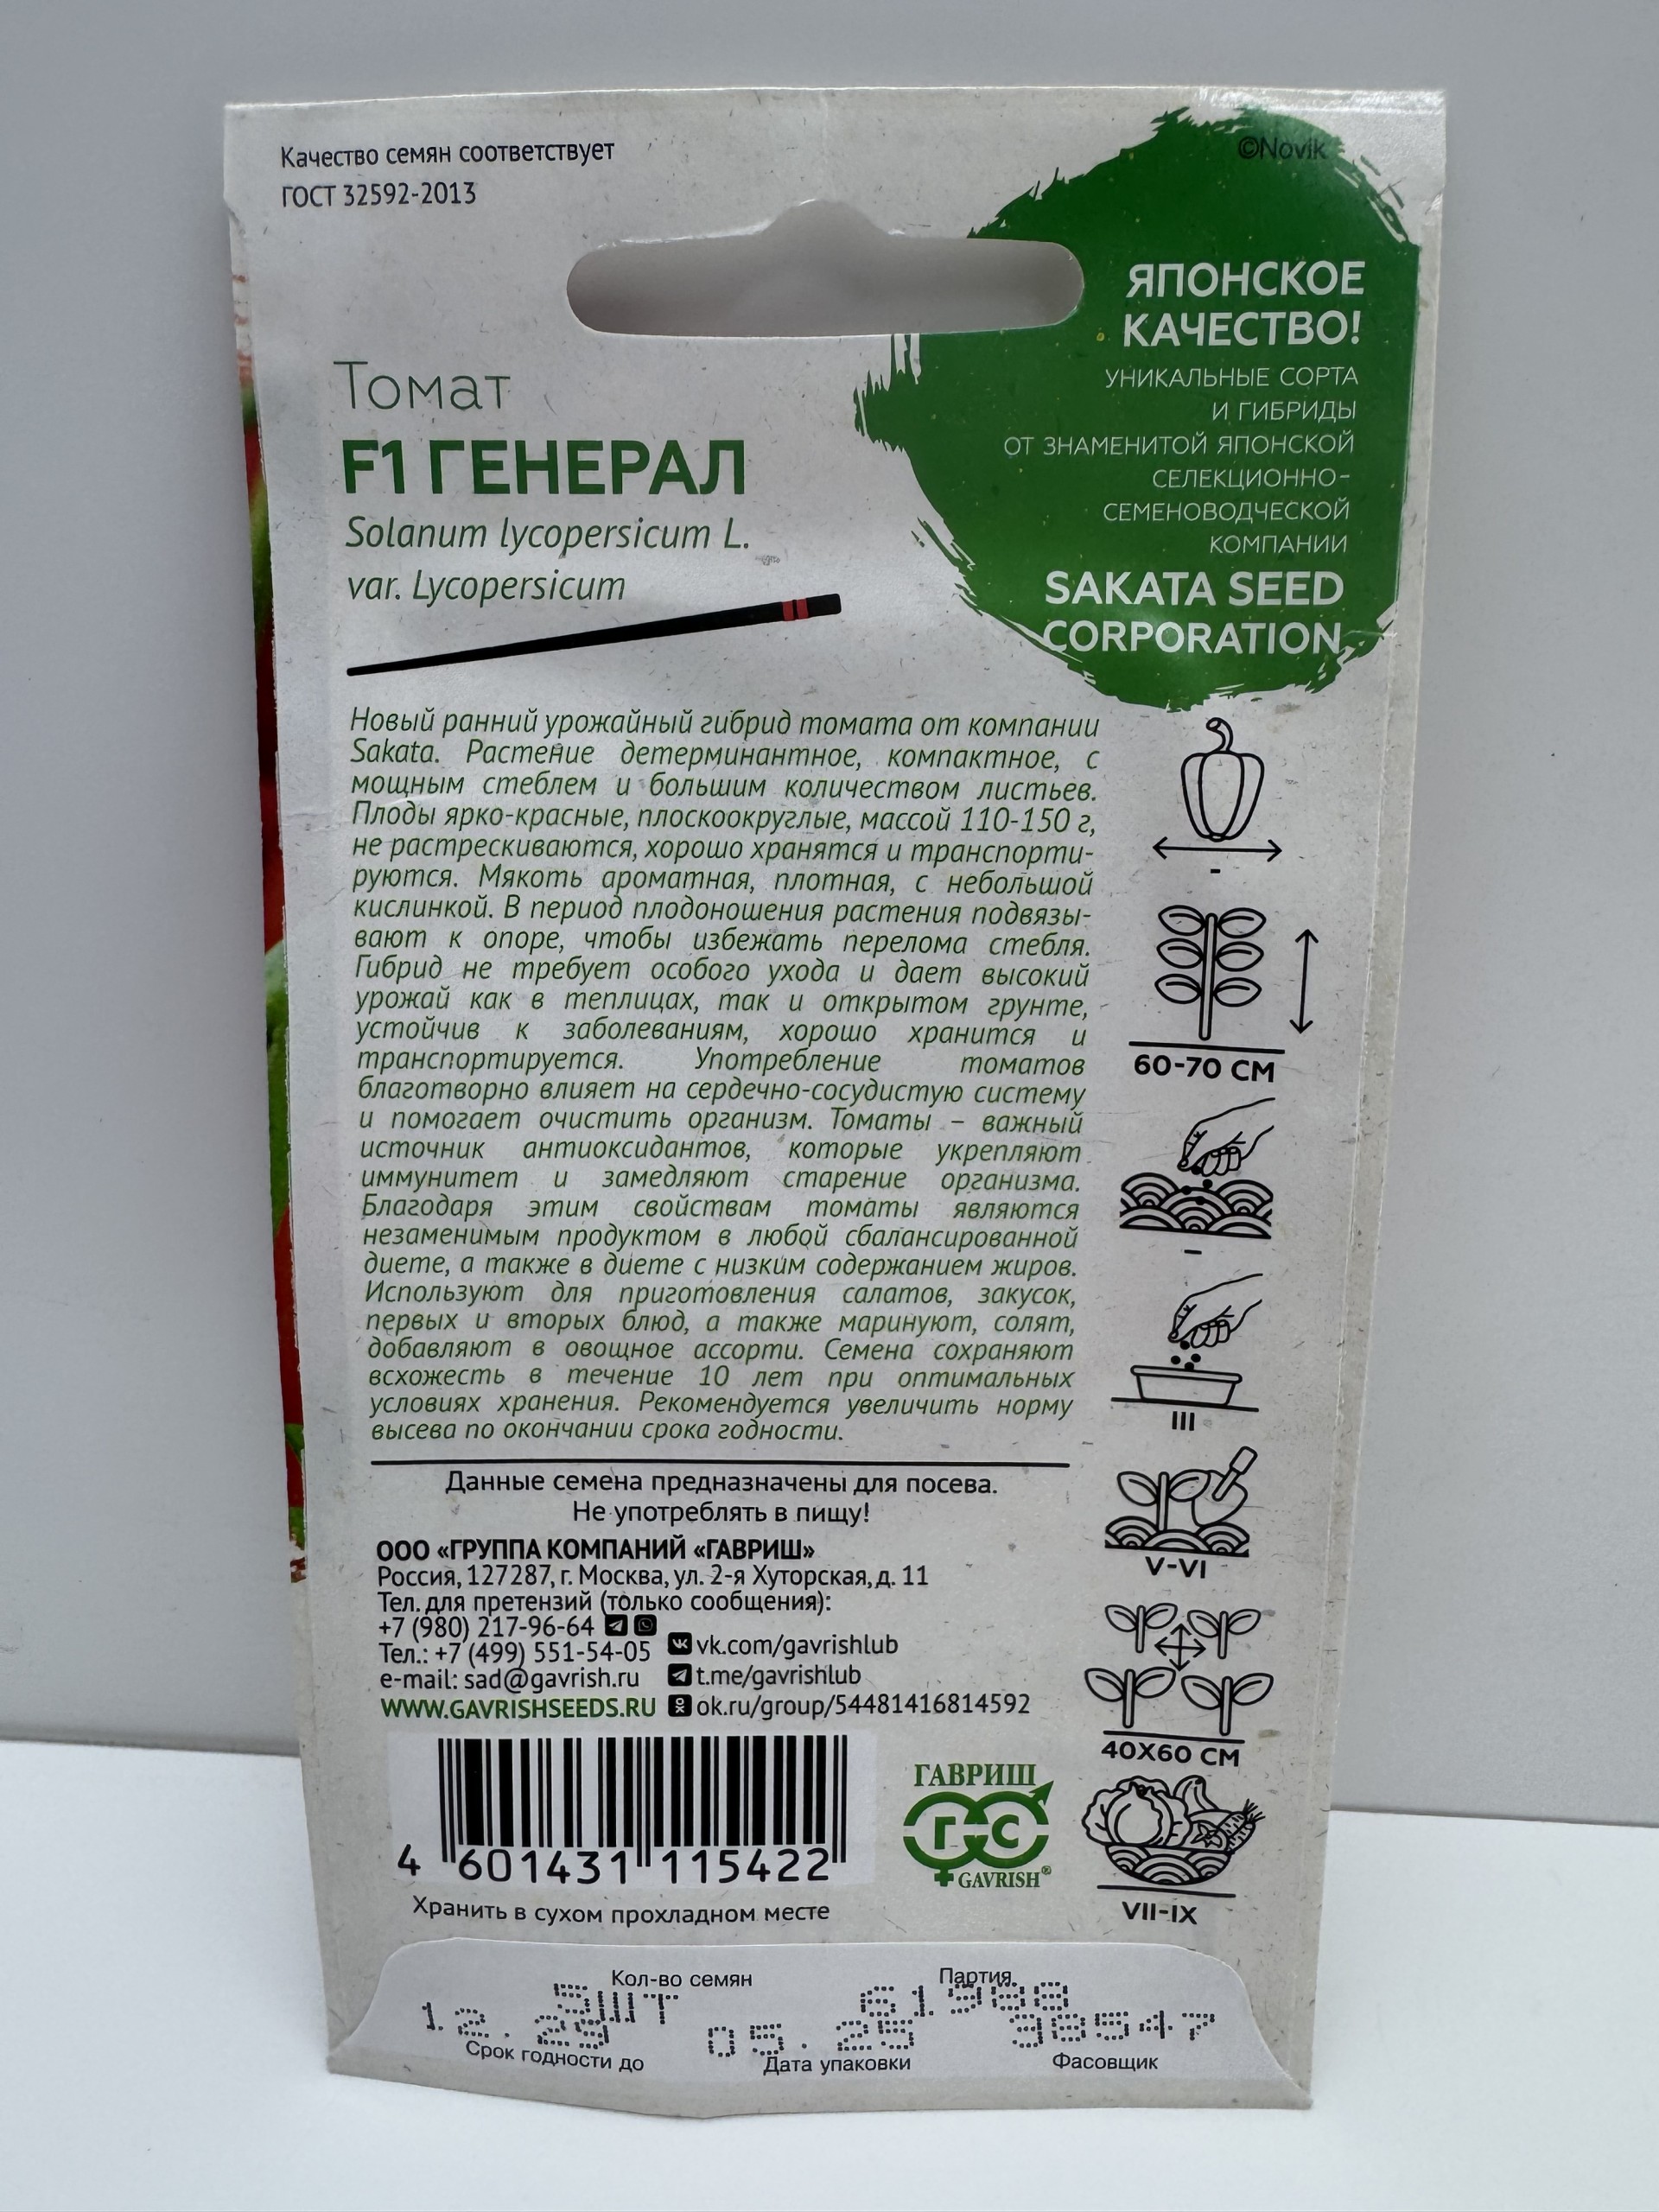 Качество семян соответствует
ГОСТ 32592-2013
©Novik
ЯПОНСКОЕ
КАЧЕСТВО!
УНИКАЛЬНЫЕ СОРТА
И ГИБРИДЫ
ОТ ЗНАМЕНИТОЙ ЯПОНСКОЙ
СЕЛЕКЦИОННО-
СЕМЕНОВОДЧЕСКОЙ
КОМПАНИИ
SAKATA SEED
CORPORATION
Томат
F1 ГЕНЕРАЛ
Solanum lycopersicum L.
var. Lycopersicum
Новый ранний урожайный гибрид томата от компании
Sakata. Растение детерминантное, компактное, с
мощным стеблем и большим количеством листьев.
Плоды ярко-красные, плоскоокруглые, массой 110-150 г,
не растрескиваются, хорошо хранятся и транспорти-
руются. Мякоть ароматная, плотная, с небольшой
кислинкой. В период плодоношения растения подвязы-
вают к опоре, чтобы избежать перелома стебля.
Гибрид не требует особого ухода и дает высокий
урожай как в теплицах, так и открытом грунте,
устойчив к заболеваниям, хорошо хранится и
транспортируется. Употребление томатов
благотворно влияет на сердечно-сосудистую систему
и помогает очистить организм. Томаты – важный
источник антиоксидантов, которые укрепляют
иммунитет и замедляют старение организма.
Благодаря этим свойствам томаты являются
незаменимым продуктом в любой сбалансированной
диете, а также в диете с низким содержанием жиров.
Используют для приготовления салатов, закусок,
первых и вторых блюд, а также маринуют, солят,
добавляют в овощное ассорти. Семена сохраняют
всхожесть в течение 10 лет при оптимальных
условиях хранения. Рекомендуется увеличить норму
высева по окончании срока годности.
-
60-70 СМ
–
III
V-VI
40X60 СМ
VII-IX
Данные семена предназначены для посева.
Не употреблять в пищу!
ООО «ГРУППА КОМПАНИЙ «ГАВРИШ»
Россия, 127287, г. Москва, ул. 2-я Хуторская, д. 11
Тел. для претензий (только сообщения):
+7 (980) 217-96-64
Тел.: +7 (499) 551-54-05
e-mail: sad@gavrish.ru
WWW.GAVRISHSEEDS.RU
vk.com/gavrishlub
t.me/gavrishlub
ok.ru/group/54481416814592
4 601431 115422
ГАВРИШ
Г С
GAVRISH®
Хранить в сухом прохладном месте
Кол-во семян
Партия
5ШТ
61988
12.29
05.25
38547
Срок годности до
Дата упаковки
Фасовщик